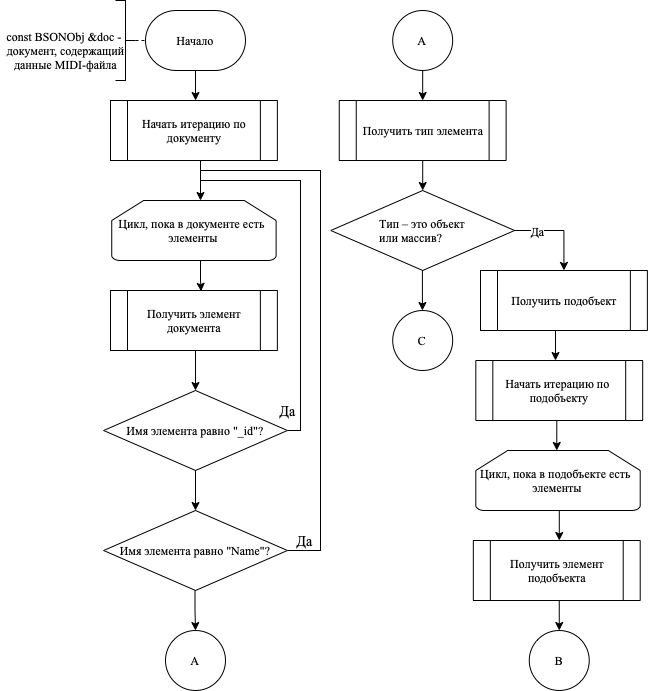 const BSONObj &doc -
документ, содержащий
данные MIDI-файла
Начало
Начать итерацию по
документу
Цикл, пока в документе есть
элементы
Получить элемент
документа
Имя элемента равно "_id"?
Да
Имя элемента равно "Name"?
Да
A
A
Получить тип элемента
Тип – это объект
или массив?
Да
C
Получить подобъект
Начать итерацию по
подобъекту
Цикл, пока в подобъекте есть
элементы
Получить элемент
подобъекта
B